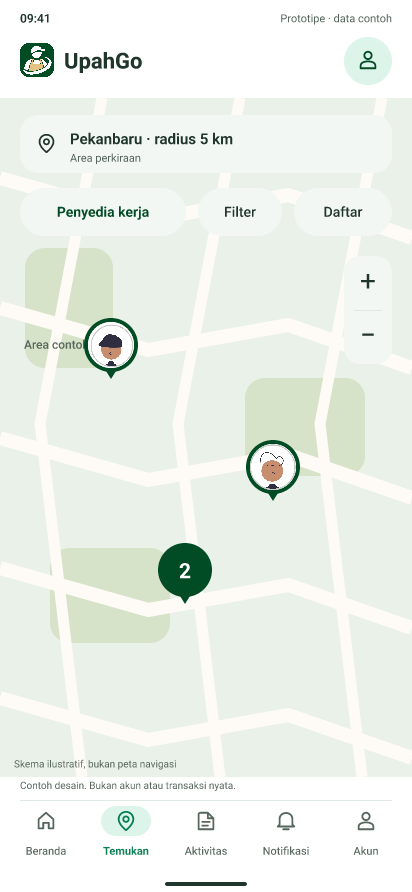 09:41
Prototipe · data contoh
UpahGo
Pekanbaru · radius 5 km
Area perkiraan
Penyedia kerja
Filter
Daftar
+
Area contoh
−
2
Skema ilustratif, bukan peta navigasi
Contoh desain. Bukan akun atau transaksi nyata.
Beranda
Temukan
Aktivitas
Notifikasi
Akun